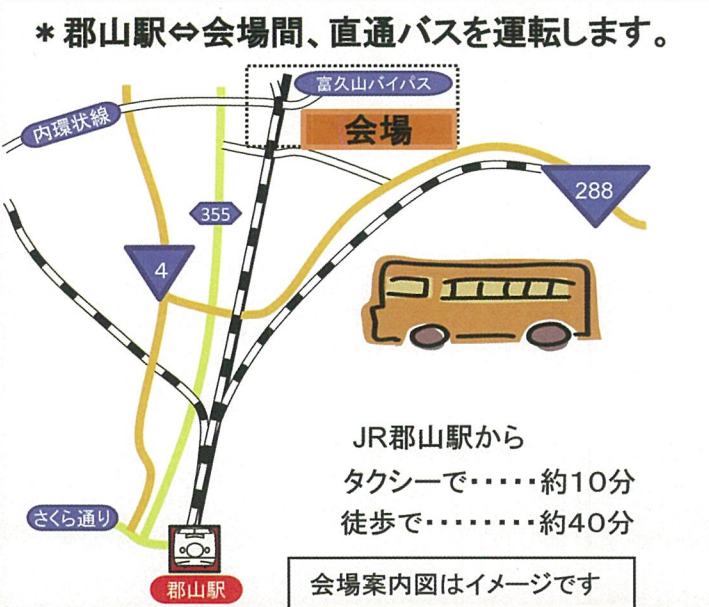 ＊郡山駅⇔会場間、直通バスを運転します。
富久山バイパス
内環状線
会場
288
355
4
JR郡山駅から
タクシーで・・・・・約10分
徒歩で・・・・・・・・約40分
さくら通り
郡山駅
会場案内図はイメージです